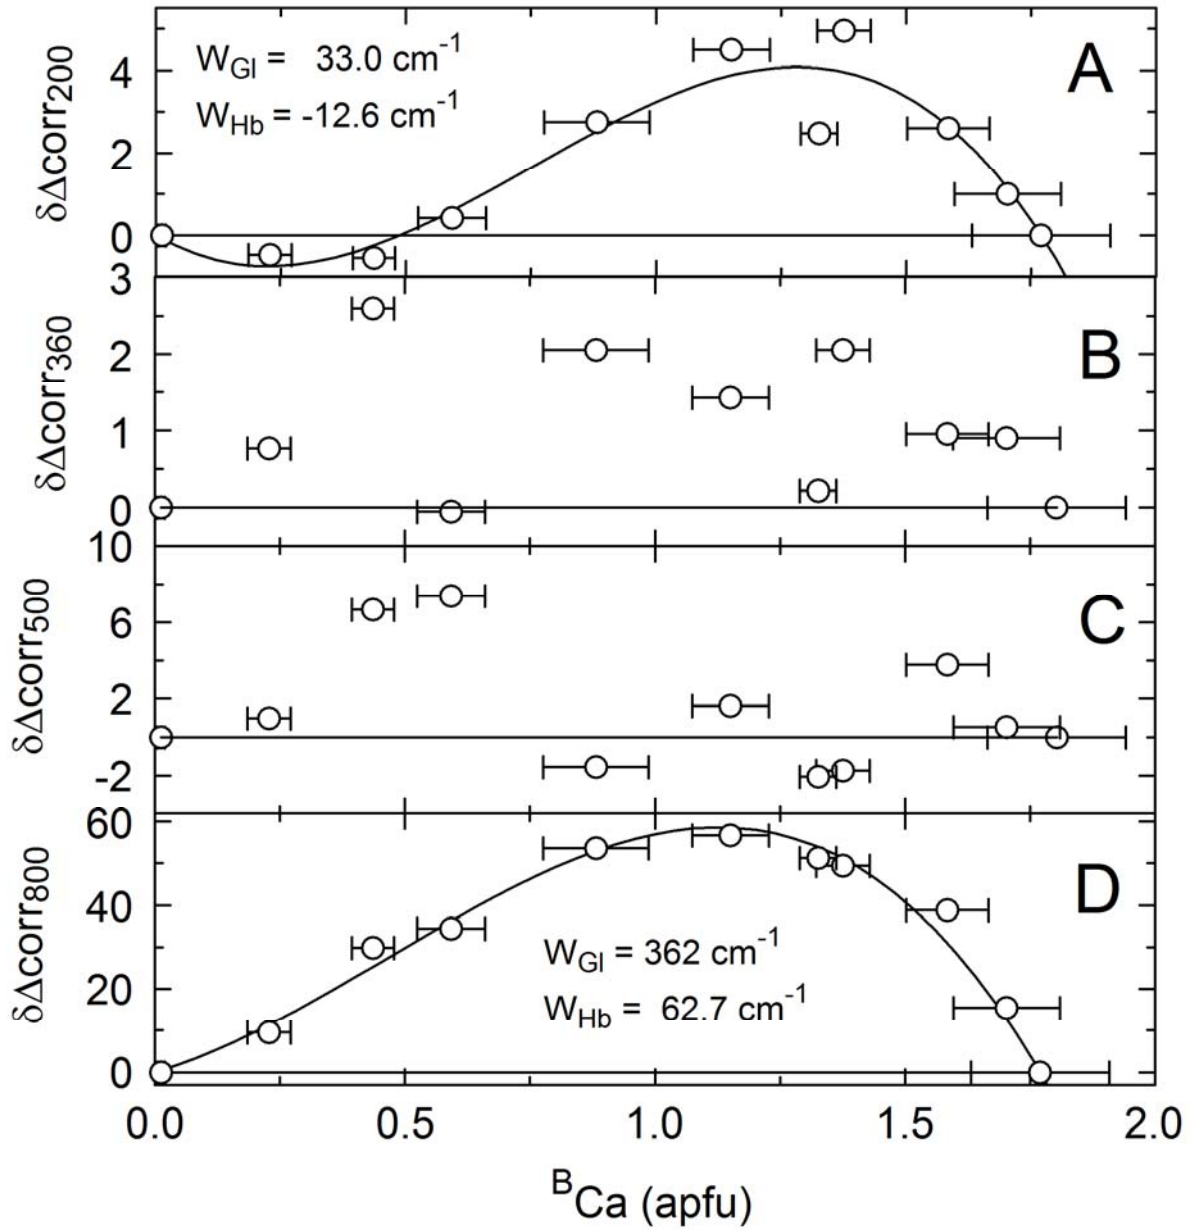 δΔcorr200
4
2
0
W_Gl = 33.0 cm^-1
W_Hb = -12.6 cm^-1
A
δΔcorr360
3
2
1
0
B
δΔcorr500
10
6
2
-2
C
δΔcorr800
60
40
20
0
W_Gl = 362 cm^-1
W_Hb = 62.7 cm^-1
D
0.0 0.5 1.0 1.5 2.0
^BCa (apfu)